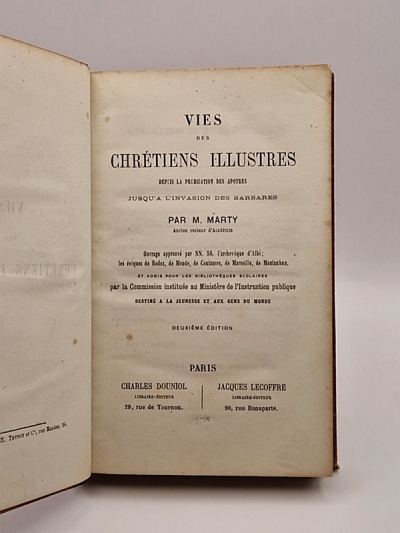 VIES
DES
CHRÉTIENS ILLUSTRES
DEPUIS LA PRÉDICATION DES APOTRES
JUSQU'A L'INVASION DES BARBARES
PAR M. MARTY
Ancien recteur d'Académie
Ouvrage approuvé par NN. SS. l'archevêque d'Albi;
les évêques de Rodez, de Mende, de Coutances, de Marseille, de Montauban,
ET ADMIS POUR LES BIBLIOTHÈQUES SCOLAIRES
par la Commission instituée au Ministère de l'Instruction publique
DESTINÉ A LA JEUNESSE ET AUX GENS DU MONDE
DEUXIÈME ÉDITION
PARIS
CHARLES DOUNIOL
LIBRAIRE-ÉDITEUR
29, rue de Tournon.
JACQUES LECOFFRE
LIBRAIRE-ÉDITEUR
90, rue Bonaparte.